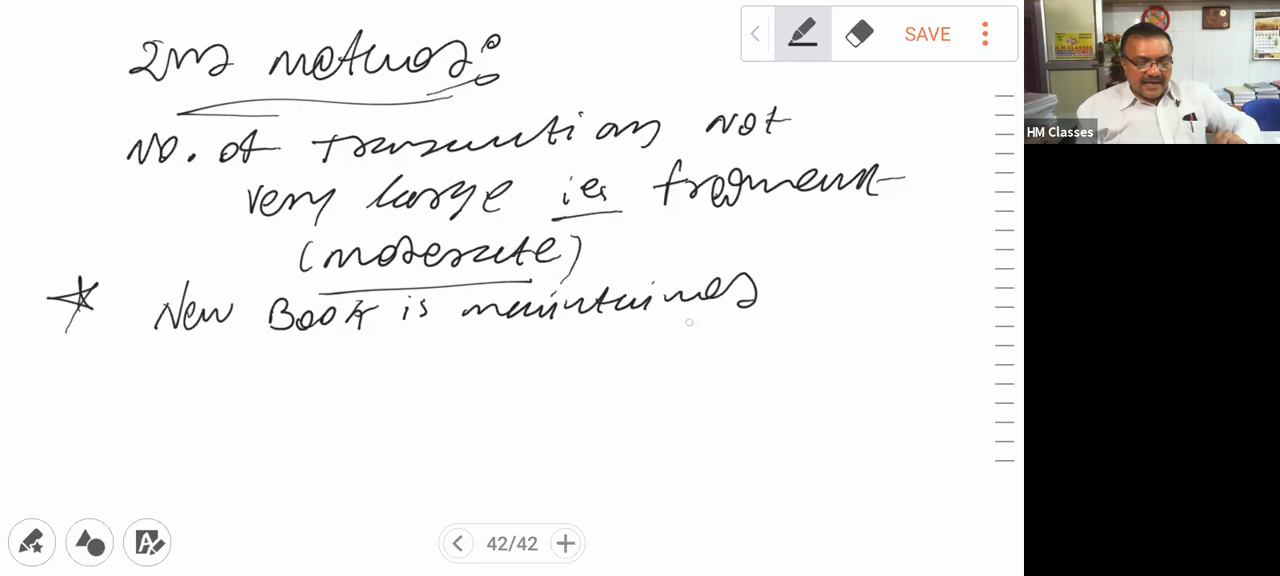 2nd method:
SAVE
No. of transaction not
very large i.e. frequent
(moderate)
HM Classes
New Book is maintained
42/42